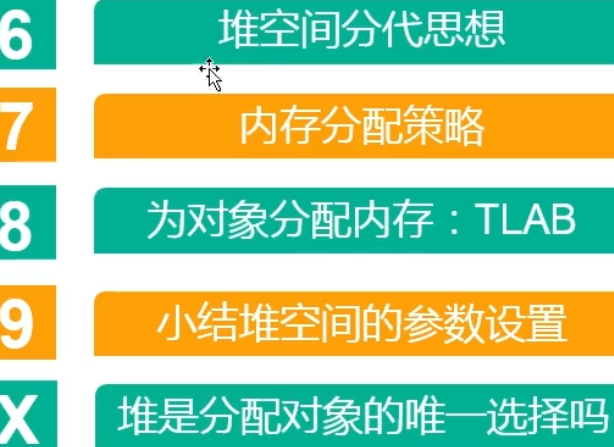 6 堆空间分代思想
7 内存分配策略
8 为对象分配内存：TLAB
9 小结堆空间的参数设置
X 堆是分配对象的唯一选择吗